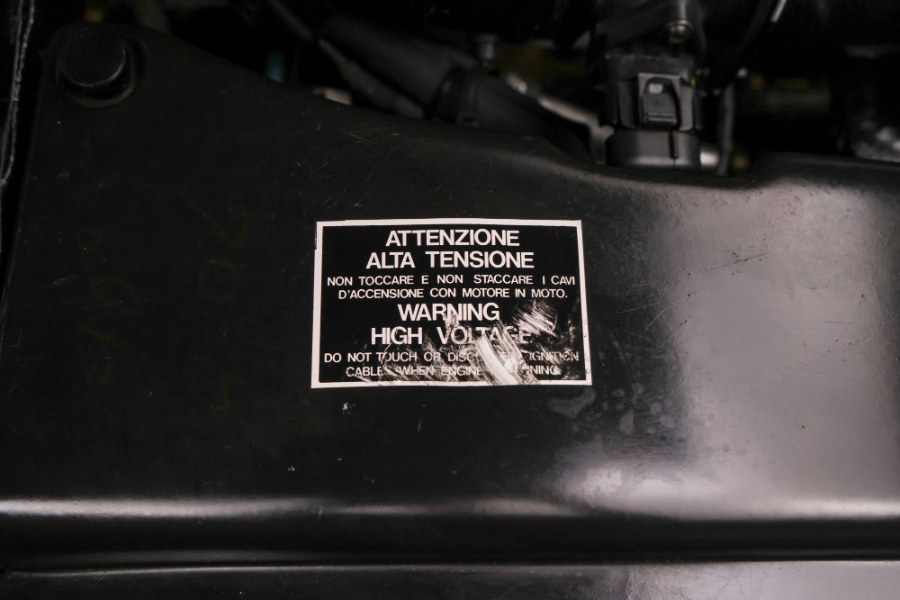 ATTENZIONE
ALTA TENSIONE
NON TOCCARE E NON STACCARE I CAVI
D'ACCENSIONE CON MOTORE IN MOTO.
WARNING
HIGH VOLTAGE
DO NOT TOUCH OR IGNITION
CABLES WHEN ENGINE